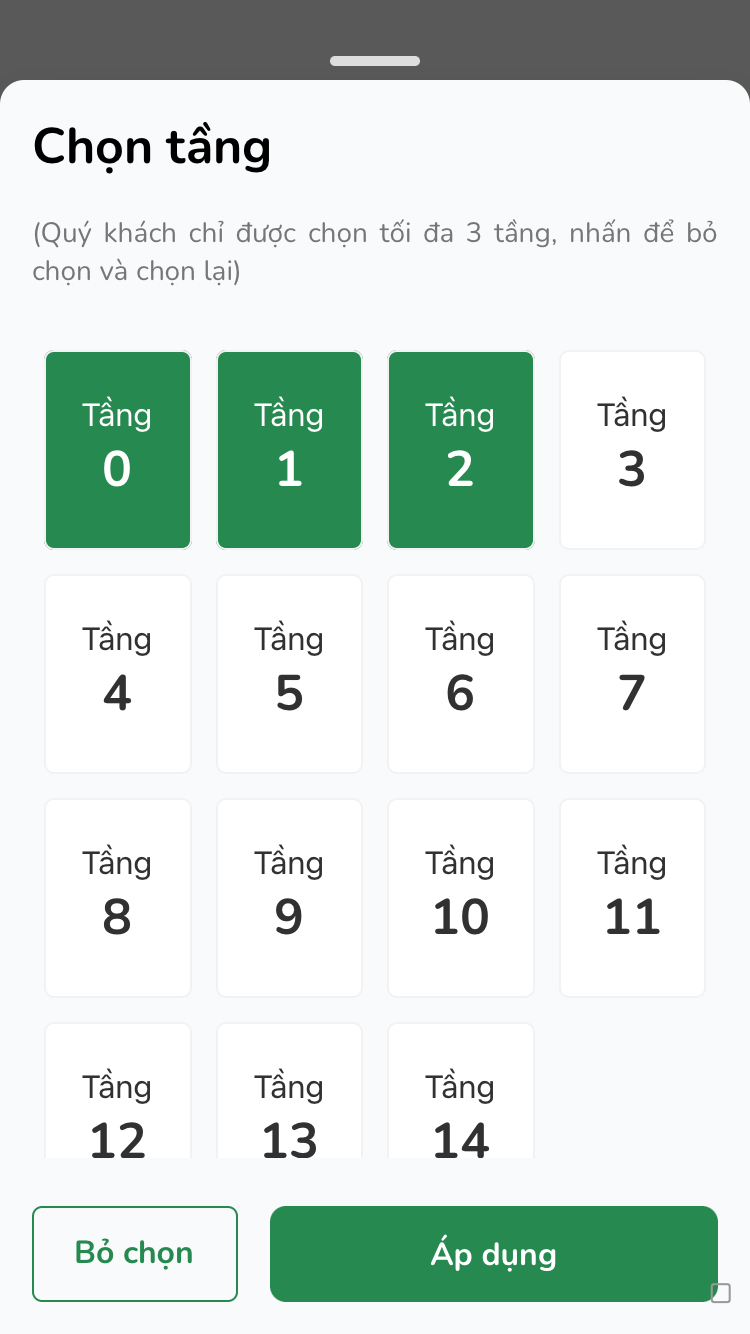 Chọn tầng
(Quý khách chỉ được chọn tối đa 3 tầng, nhấn để bỏ
chọn và chọn lại)
Tầng
0
Tầng
1
Tầng
2
Tầng
3
Tầng
4
Tầng
5
Tầng
6
Tầng
7
Tầng
8
Tầng
9
Tầng
10
Tầng
11
Tầng
12
Tầng
13
Tầng
14
Bỏ chọn
Áp dụng